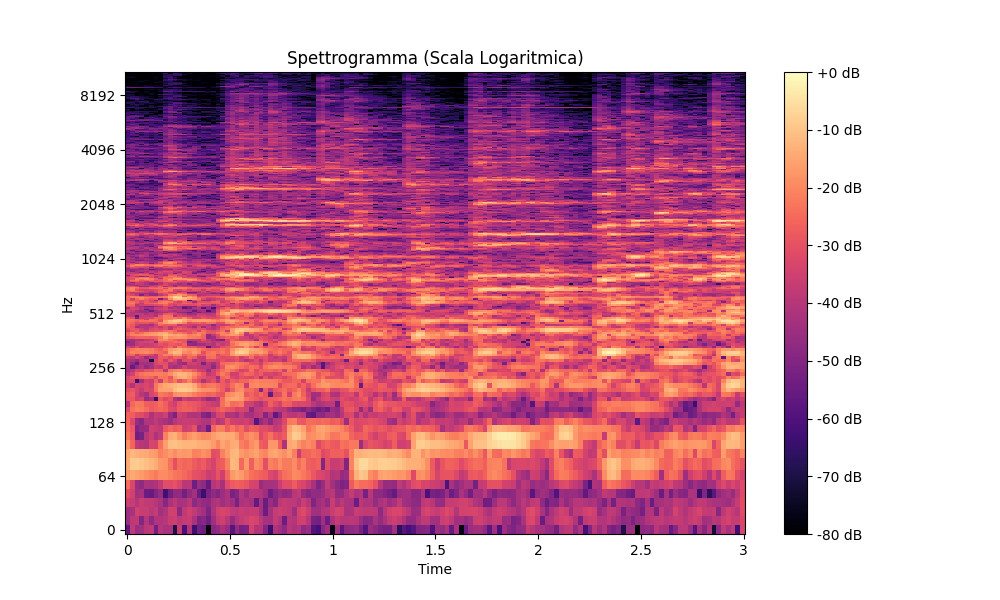 Spettrogramma (Scala Logaritmica)
Hz
8192
4096
2048
1024
512
256
128
64
0
0 0.5 1 1.5 2 2.5 3
Time
+0 dB
-10 dB
-20 dB
-30 dB
-40 dB
-50 dB
-60 dB
-70 dB
-80 dB